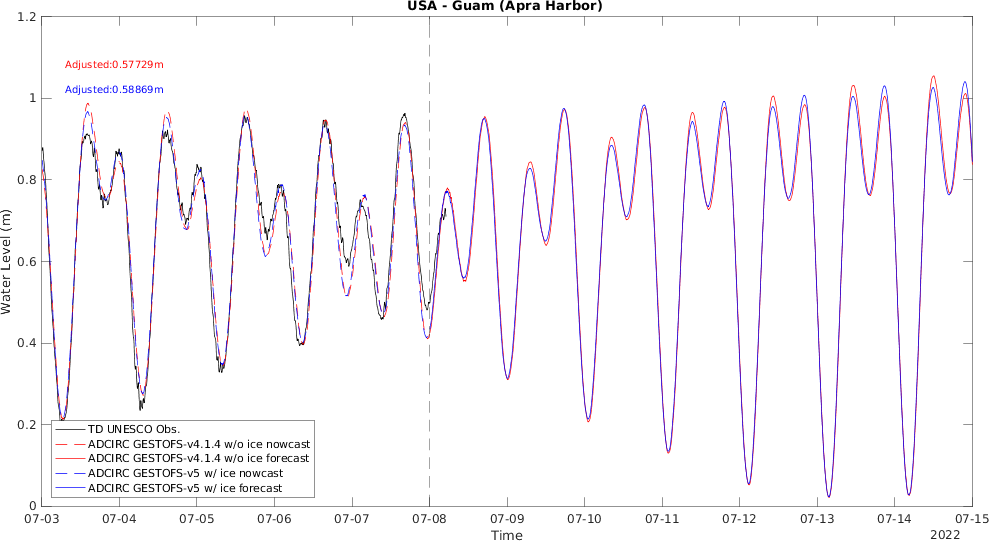 USA - Guam (Apra Harbor)
1.2
1
0.8
0.6
0.4
0.2
0
Water Level (m)
Adjusted:0.57729m
Adjusted:0.58869m
TD UNESCO Obs.
ADCIRC GESTOFS-v4.1.4 w/o ice nowcast
ADCIRC GESTOFS-v4.1.4 w/o ice forecast
ADCIRC GESTOFS-v5 w/ ice nowcast
ADCIRC GESTOFS-v5 w/ ice forecast
07-03 07-04 07-05 07-06 07-07 07-08 07-09 07-10 07-11 07-12 07-13 07-14 07-15
Time
2022